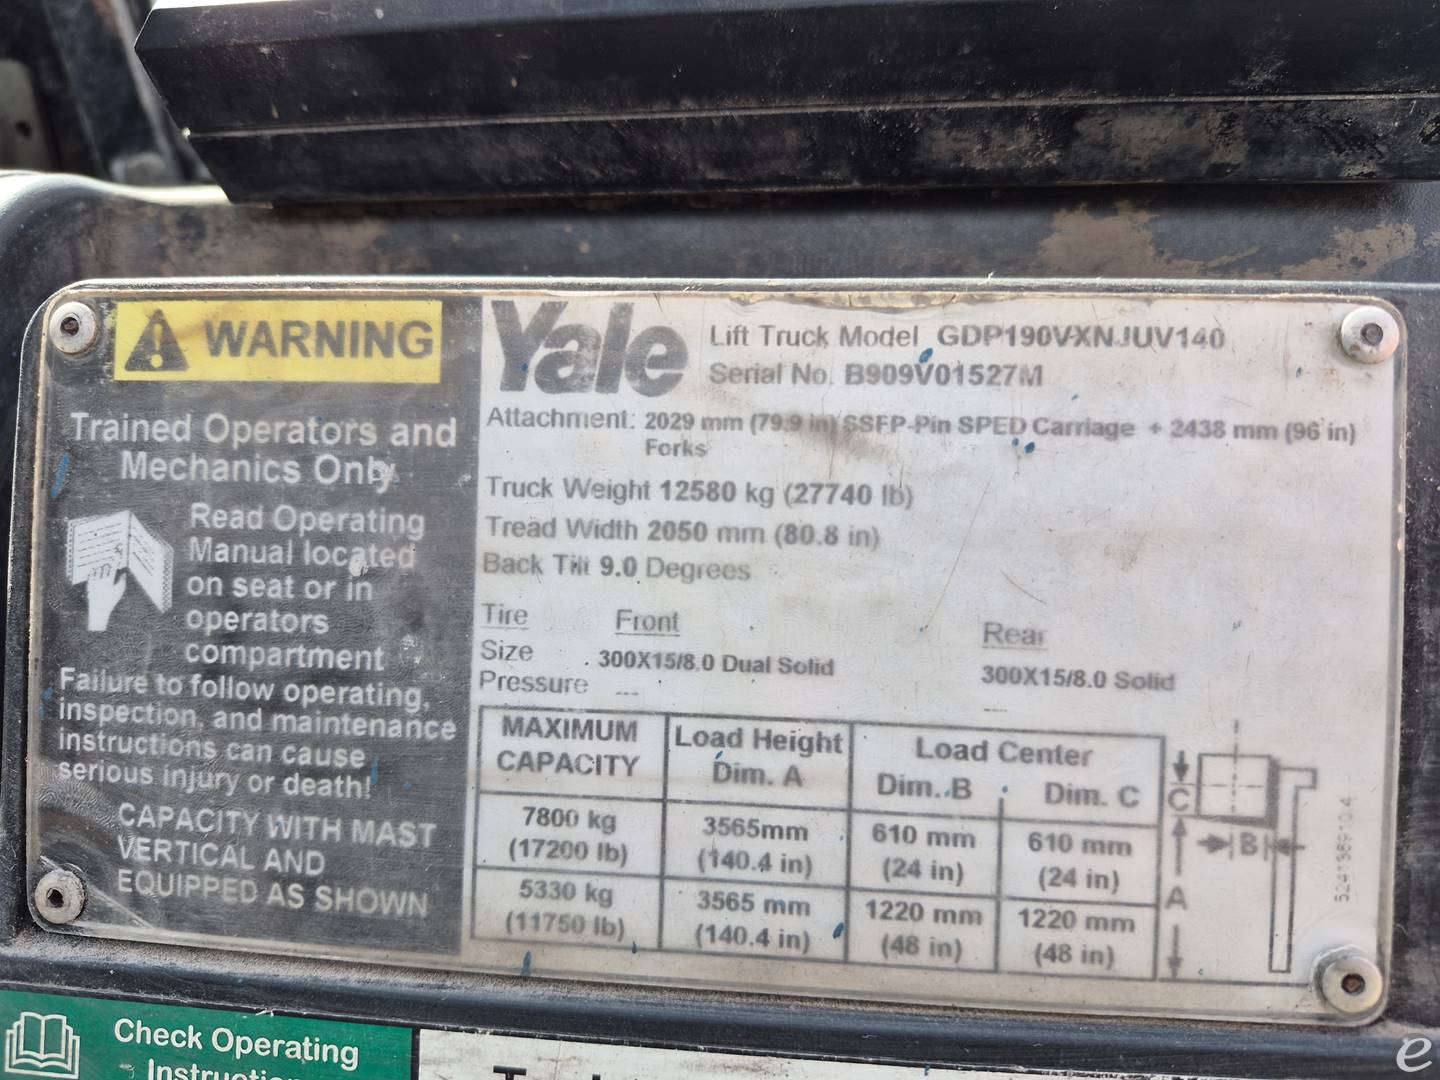 WARNING
Trained Operators and
Mechanics Only
Read Operating
Manual located
on seat or in
operators
compartment
Failure to follow operating,
inspection, and maintenance
instructions can cause
serious injury or death!
CAPACITY WITH MAST
VERTICAL AND
EQUIPPED AS SHOWN
Yale
Lift Truck Model GDP190VXNJUV140
Serial No. B909V01527M
Attachment: 2029 mm (79.9 in) SSFP-Pin SPED Carriage + 2438 mm (96 in)
Forks
Truck Weight 12580 kg (27740 lb)
Tread Width 2050 mm (80.8 in)
Back Tilt 9.0 Degrees
Tire Front Rear
Size 300X15/8.0 Dual Solid 300X15/8.0 Solid
Pressure --- ---
MAXIMUM CAPACITY Load Height Dim. A Load Center Dim. B Dim. C
7800 kg 3565mm 610 mm 610 mm
(17200 lb) (140.4 in) (24 in) (24 in)
5330 kg 3565 mm 1220 mm 1220 mm
(11750 lb) (140.4 in) (48 in) (48 in)
C
B
A
Check Operating
e